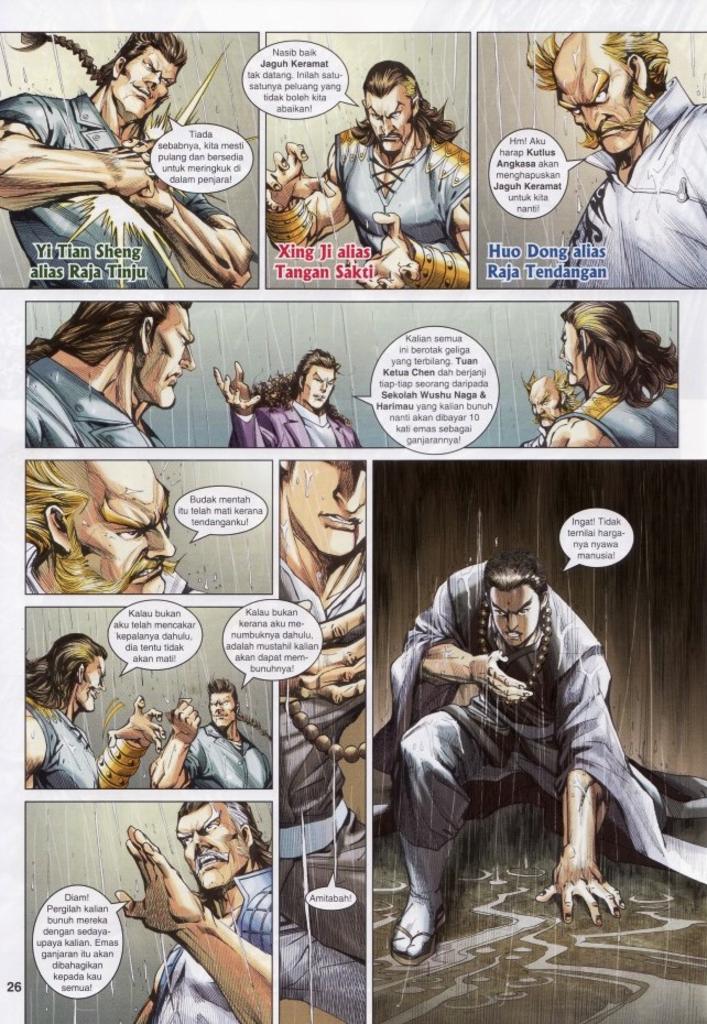 Tiada
sebabnya, kita mesti
pulang dan bersedia
untuk meringkuk di
dalam penjara!
Yi Tian Sheng
alias Raja Tinju
Nasib baik
Jaguh Keramat
tak datang. Inilah satu-
satunya peluang yang
tidak boleh kita
abaikan!
Xing Ji alias
Tangan Sakti
Hm! Aku
harap Kutlus
Angkasa akan
menghapuskan
Jaguh Keramat
untuk kita
nanti!
Huo Dong alias
Raja Tendangan
Kalian semua
ini berotak geliga
yang terbilang. Tuan
Ketua Chen dah berjanji
tiap-tiap seorang daripada
Sekolah Wushu Naga &
Harimau yang kalian bunuh
nanti akan dibayar 10
kati emas sebagai
ganjarannya!
Budak mentah
itu telah mati kerana
tendanganku!
Kalau bukan
aku telah mencakar
kepalanya dahulu,
dia tentu tidak
akan mati!
Kalau bukan
kerana aku me-
numbuknya dahulu,
adalah mustahil kalian
akan dapat mem-
bunuhnya!
Diam!
Pergilah kalian
bunuh mereka
dengan sedaya-
upaya kalian. Emas
ganjaran itu akan
dibahagikan
kepada kau
semua!
Amitabah!
Ingat! Tidak
ternilai harga-
nya nyawa
manusia!
26